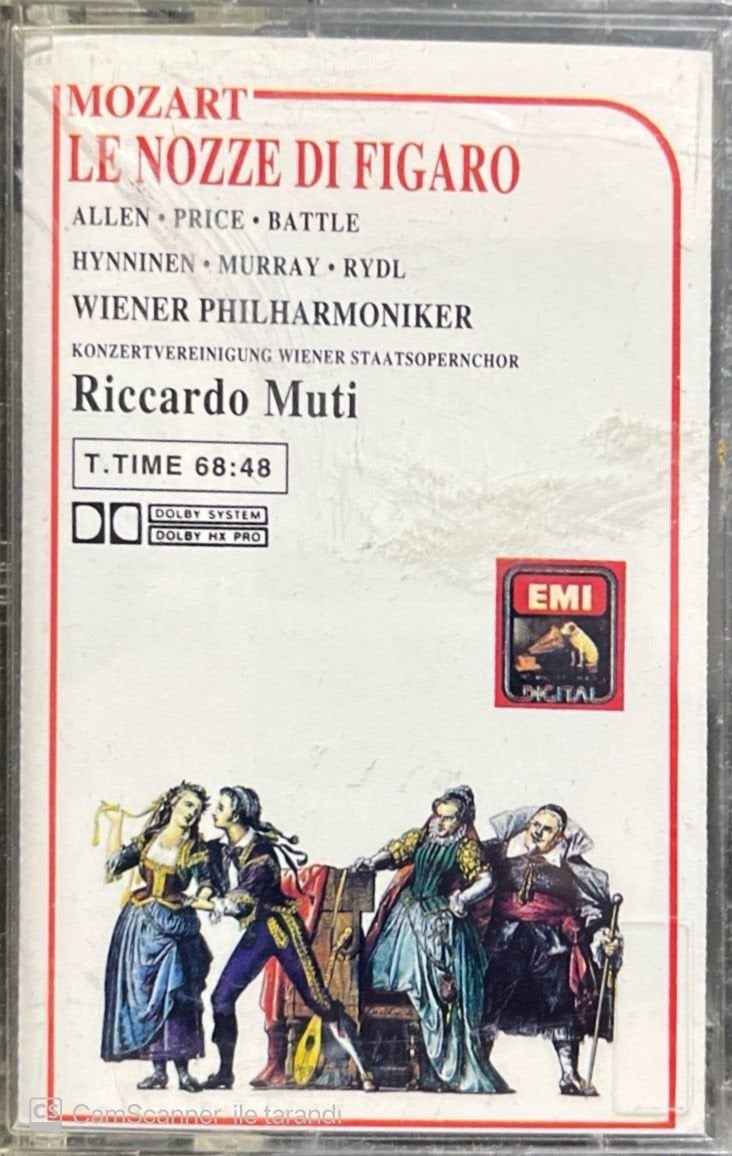 MOZART
LE NOZZE DI FIGARO
ALLEN • PRICE • BATTLE
HYNNINEN • MURRAY • RYDL
WIENER PHILHARMONIKER
KONZERTVEREINIGUNG WIENER STAATSOPERNCHOR
Riccardo Muti
T.TIME 68:48
DOLBY SYSTEM
DOLBY HX PRO
EMI
DIGITAL
CS CamScanner ile tarandı